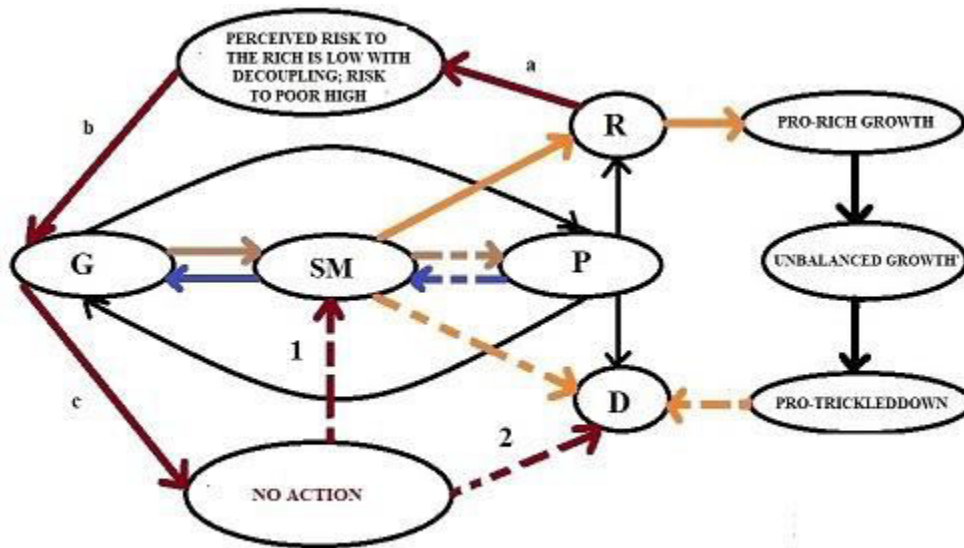 PERCEIVED RISK TO
THE RICH IS LOW WITH
DECOUPLING; RISK
TO POOR HIGH
a
b
R
PRO-RICH GROWTH
G
SM
P
UNBALANCED GROWTH
1
c
D
PRO-TRICKLEDDOWN
2
NO ACTION